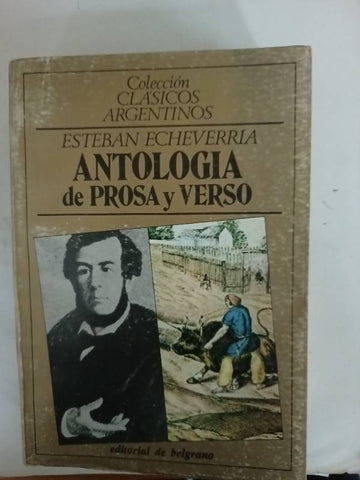 Colección
CLASICOS
ARGENTINOS
ESTEBAN ECHEVERRIA
ANTOLOGIA
de PROSA y VERSO
editorial de belgrano